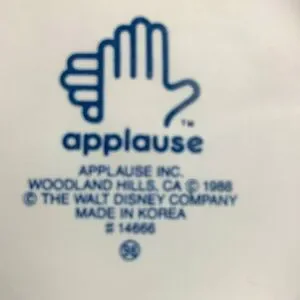 TM
applause
APPLAUSE INC.
WOODLAND HILLS, CA © 1988
© THE WALT DISNEY COMPANY
MADE IN KOREA
# 14666